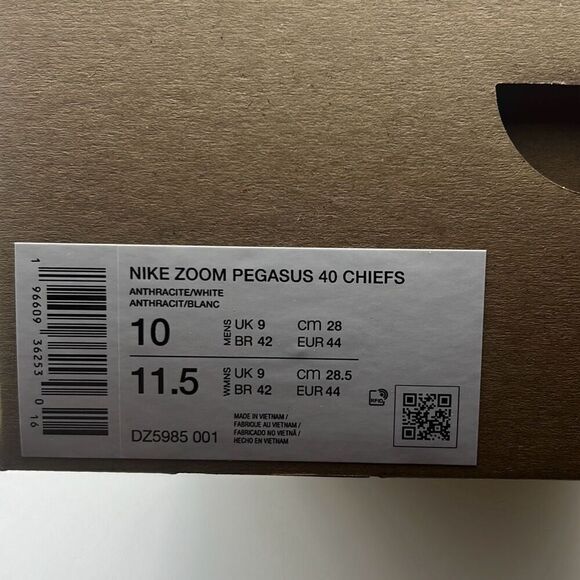 NIKE ZOOM PEGASUS 40 CHIEFS
ANTHRACITE/WHITE
ANTHRACIT/BLANC
10 MENS UK 9 cm 28
BR 42 EUR 44
11.5 WMNS UK 9 cm 28.5
BR 42 EUR 44
RFID
MADE IN VIETNAM /
FABRIQUE AU VIETNAM /
FABRICADO NO VIETNÃ /
HECHO EN VIETNAM
DZ5985 001
1 96609 36253 0 16